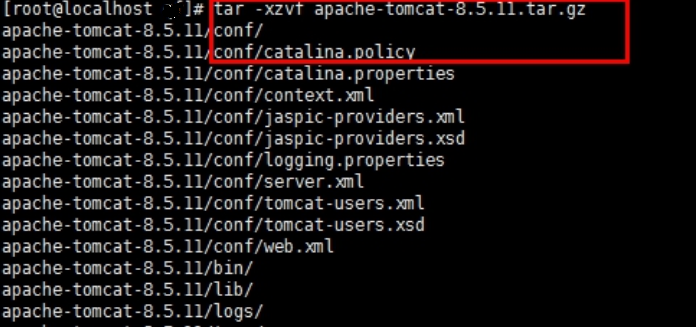 [root@localhost ]# tar -xzvf apache-tomcat-8.5.11.tar.gz
apache-tomcat-8.5.11/conf/
apache-tomcat-8.5.11/conf/catalina.policy
apache-tomcat-8.5.11/conf/catalina.properties
apache-tomcat-8.5.11/conf/context.xml
apache-tomcat-8.5.11/conf/jaspic-providers.xml
apache-tomcat-8.5.11/conf/jaspic-providers.xsd
apache-tomcat-8.5.11/conf/logging.properties
apache-tomcat-8.5.11/conf/server.xml
apache-tomcat-8.5.11/conf/tomcat-users.xml
apache-tomcat-8.5.11/conf/tomcat-users.xsd
apache-tomcat-8.5.11/conf/web.xml
apache-tomcat-8.5.11/bin/
apache-tomcat-8.5.11/lib/
apache-tomcat-8.5.11/logs/